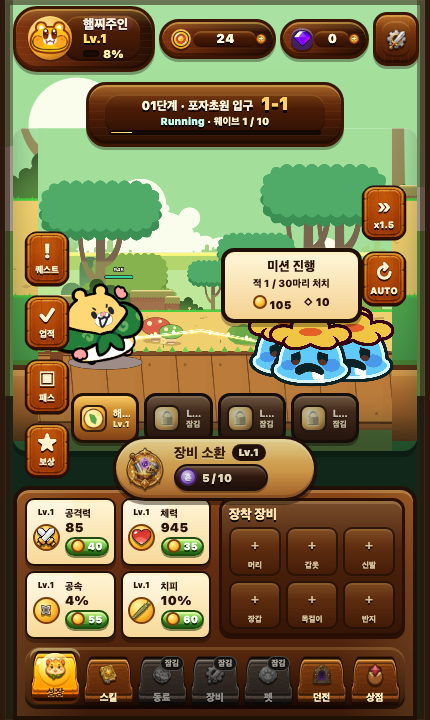 햄찌주인
Lv.1
8%
24
0
01단계 · 포자초원 입구 1-1
Running · 웨이브 1 / 10
x1.5
퀘스트
미션 진행
적 1 / 30마리 처치
105
10
AUTO
945
업적
패스
보상
해...
Lv.1
L...
잠김
L...
잠김
L...
잠김
장비 소환 Lv.1
5 / 10
Lv.1 공격력
85
40
Lv.1 체력
945
35
Lv.1 공속
4%
55
Lv.1 치피
10%
60
장착 장비
+
머리
+
갑옷
+
신발
+
장갑
+
목걸이
+
반지
성장
스킬
잠김
동료
잠김
장비
잠김
펫
던전
상점